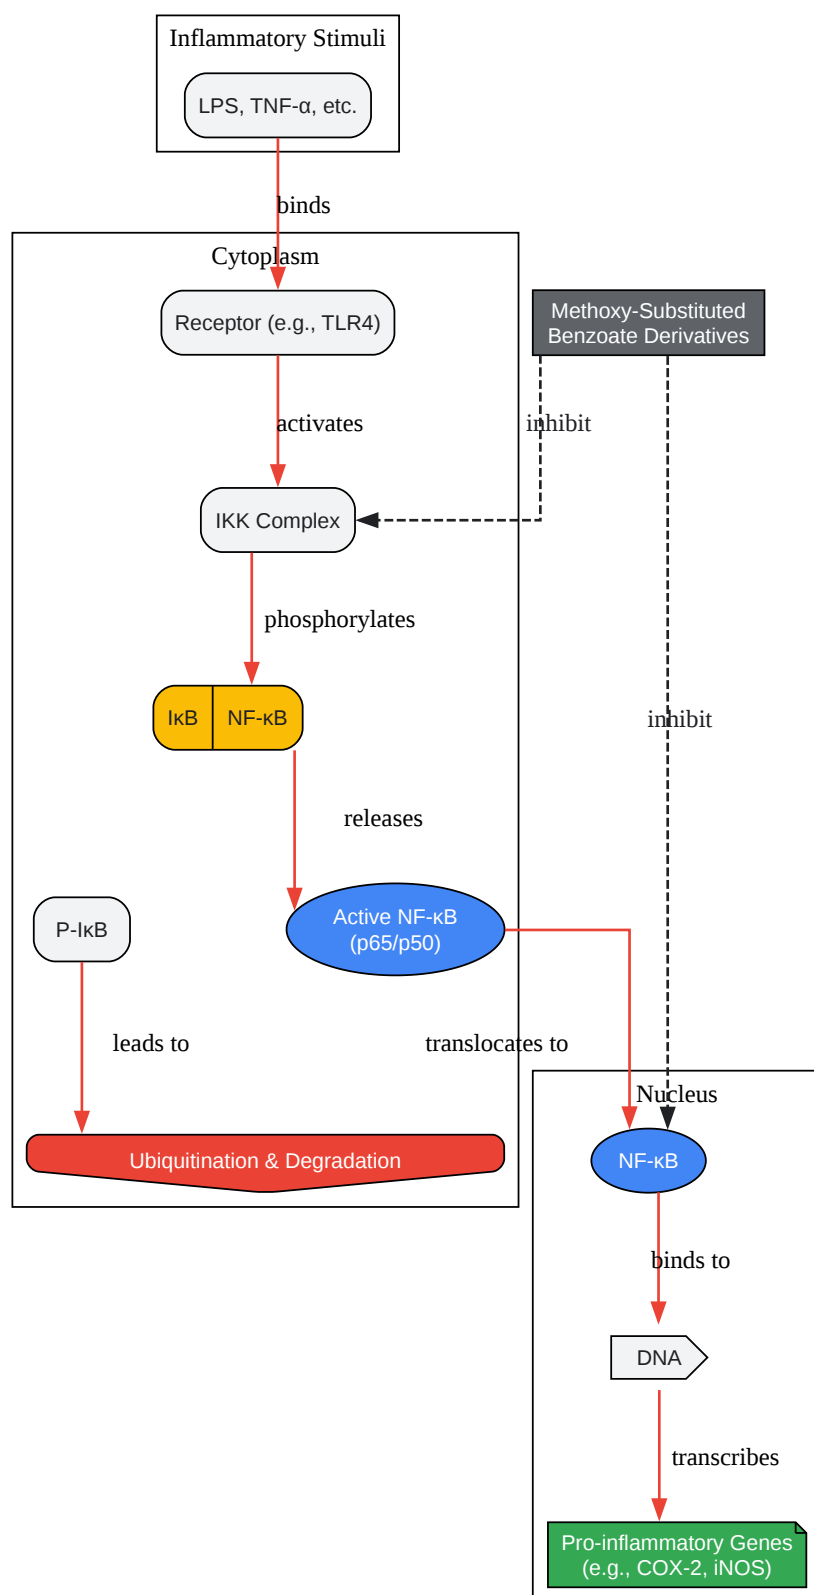 Inflammatory Stimuli
LPS, TNF-α, etc.
binds
Cytoplasm
Receptor (e.g., TLR4)
Methoxy-Substituted
Benzoate Derivatives
activates
inhibit
IKK Complex
phosphorylates
IκB
NF-κB
inhibit
releases
P-IκB
Active NF-κB
(p65/p50)
leads to
translocates to
Nucleus
Ubiquitination & Degradation
NF-κB
binds to
DNA
transcribes
Pro-inflammatory Genes
(e.g., COX-2, iNOS)